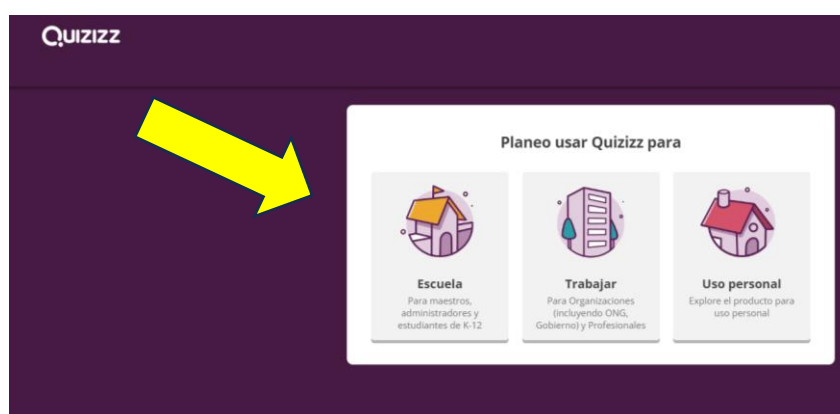 QUIZIZZ
Planeo usar Quizizz para
Escuela
Para maestros,
administradores y
estudiantes de K-12
Trabajar
Para Organizaciones
(incluyendo ONG,
Gobierno) y Profesionales
Uso personal
Explore el producto para
uso personal